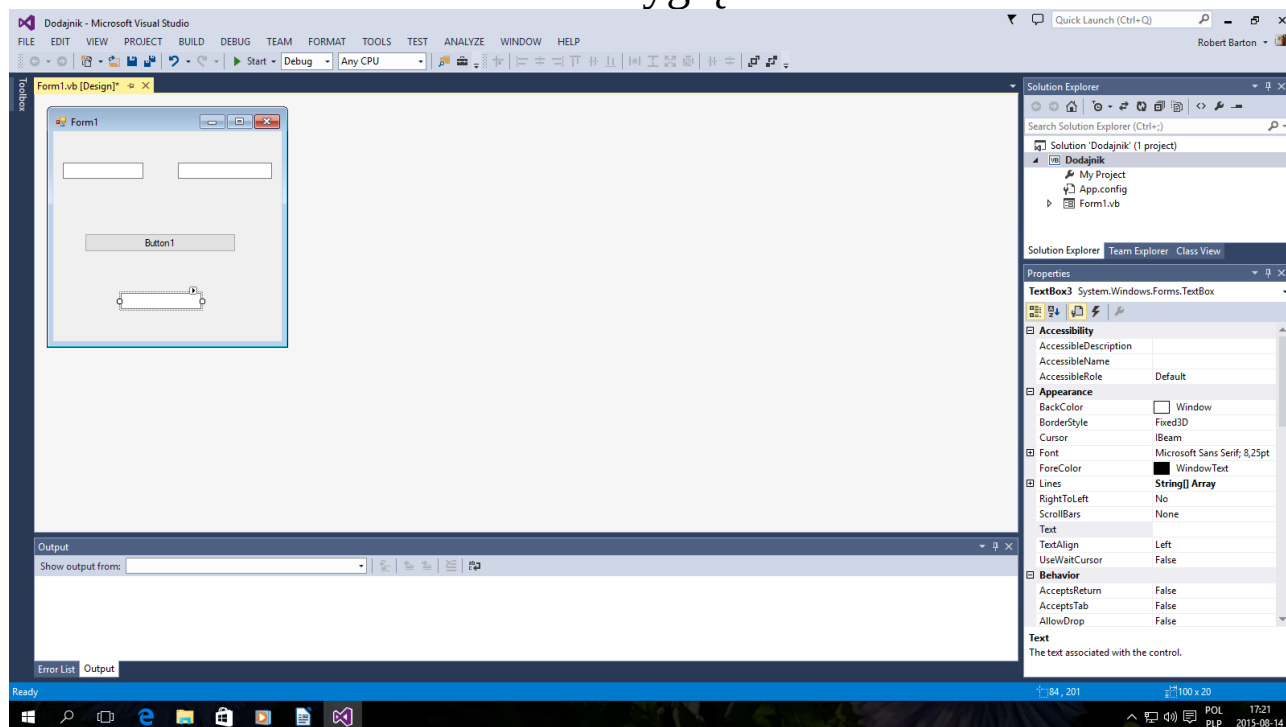 Dodajnik - Microsoft Visual Studio
Quick Launch (Ctrl+Q)
FILE EDIT VIEW PROJECT BUILD DEBUG TEAM FORMAT TOOLS TEST ANALYZE WINDOW HELP
Robert Barton
Start Debug Any CPU
Toolbox
Form1.vb [Design]*
Form1
Button1
Solution Explorer
Search Solution Explorer (Ctrl+;)
Solution 'Dodajnik' (1 project)
VB Dodajnik
My Project
App.config
Form1.vb
Solution Explorer Team Explorer Class View
Properties
TextBox3 System.Windows.Forms.TextBox
Accessibility
AccessibleDescription
AccessibleName
AccessibleRole Default
Appearance
BackColor Window
BorderStyle Fixed3D
Cursor IBeam
Font Microsoft Sans Serif; 8,25pt
ForeColor WindowText
Lines String[] Array
RightToLeft No
ScrollBars None
Text
TextAlign Left
UseWaitCursor False
Behavior
AcceptsReturn False
AcceptsTab False
AllowDrop False
Text
The text associated with the control.
Output
Show output from:
Error List Output
Ready
84 , 201
100 x 20
POL
PLP
17:21
2015-08-14